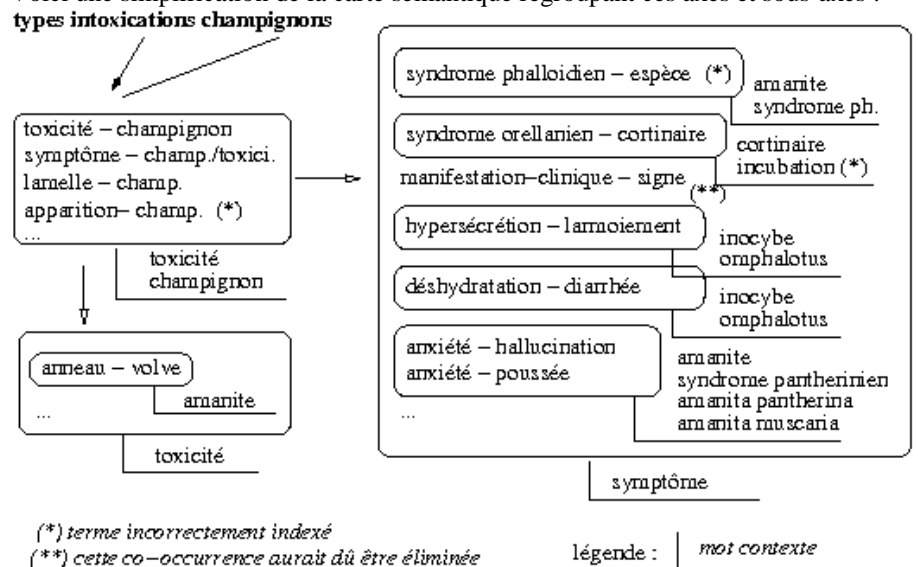 Voici une simplification de la carte sémantique regroupant ces axes et sous-axes :
types intoxications champignons
toxicité – champignon
symptôme – champ./toxici.
lamelle – champ.
apparition– champ. (*)
...
toxicité
champignon
anneau – volve
amanite
...
toxicité
syndrome phalloidien – espèce (*)
amanite
syndrome ph.
syndrome orellanien – cortinaire
cortinaire
incubation (*)
manifestation–clinique – signe (**)
hypersécrétion – larmoiement
inocybe
omphalotus
déshydratation – diarrhée
inocybe
omphalotus
anxiété – hallucination
anxiété – poussée
...
amanite
syndrome pantherinien
amanita pantherina
amanita muscaria
symptôme
(*) terme incorrectement indexé
(**) cette co–occurrence aurait dû être éliminée
légende : mot contexte